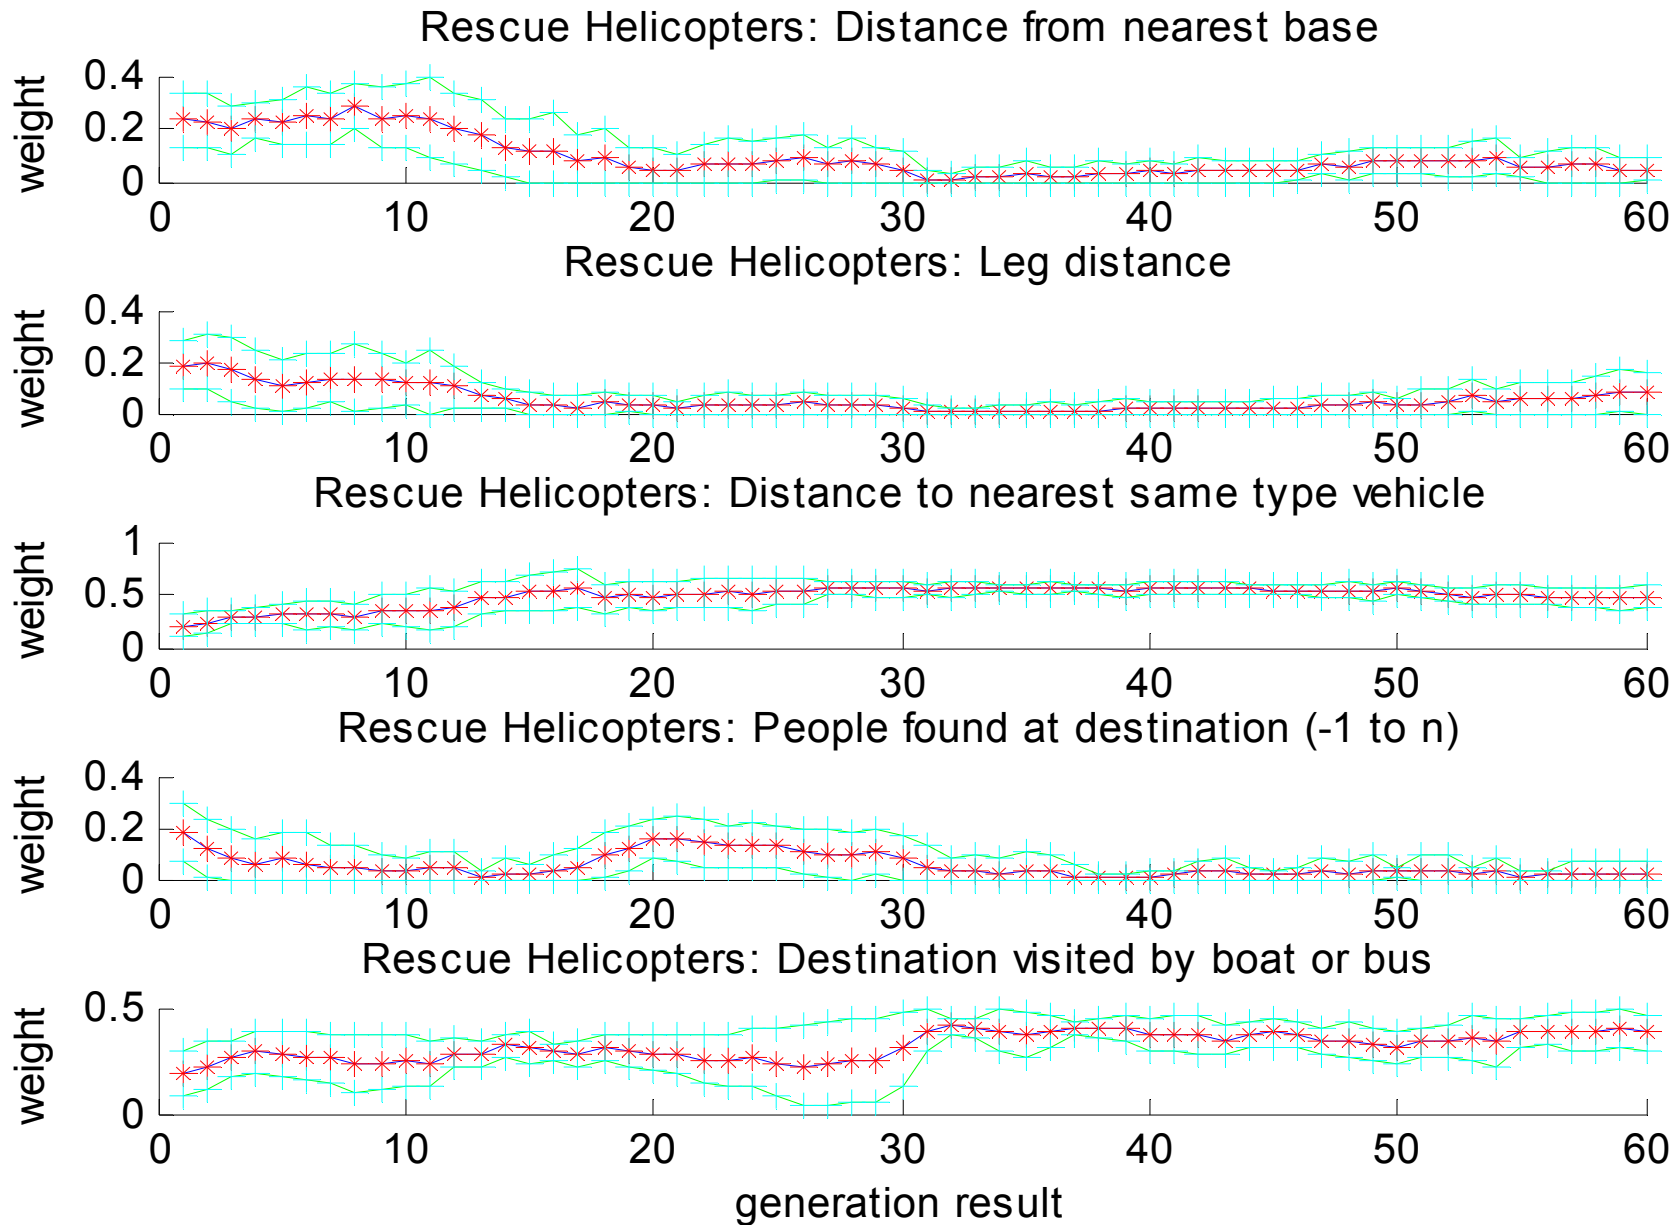 Rescue Helicopters: Distance from nearest base
weight
0.4
0.2
0
0 10 20 30 40 50 60
Rescue Helicopters: Leg distance
weight
0.4
0.2
0
0 10 20 30 40 50 60
Rescue Helicopters: Distance to nearest same type vehicle
weight
1
0.5
0
0 10 20 30 40 50 60
Rescue Helicopters: People found at destination (-1 to n)
weight
0.4
0.2
0
0 10 20 30 40 50 60
Rescue Helicopters: Destination visited by boat or bus
weight
0.5
0
0 10 20 30 40 50 60
generation result